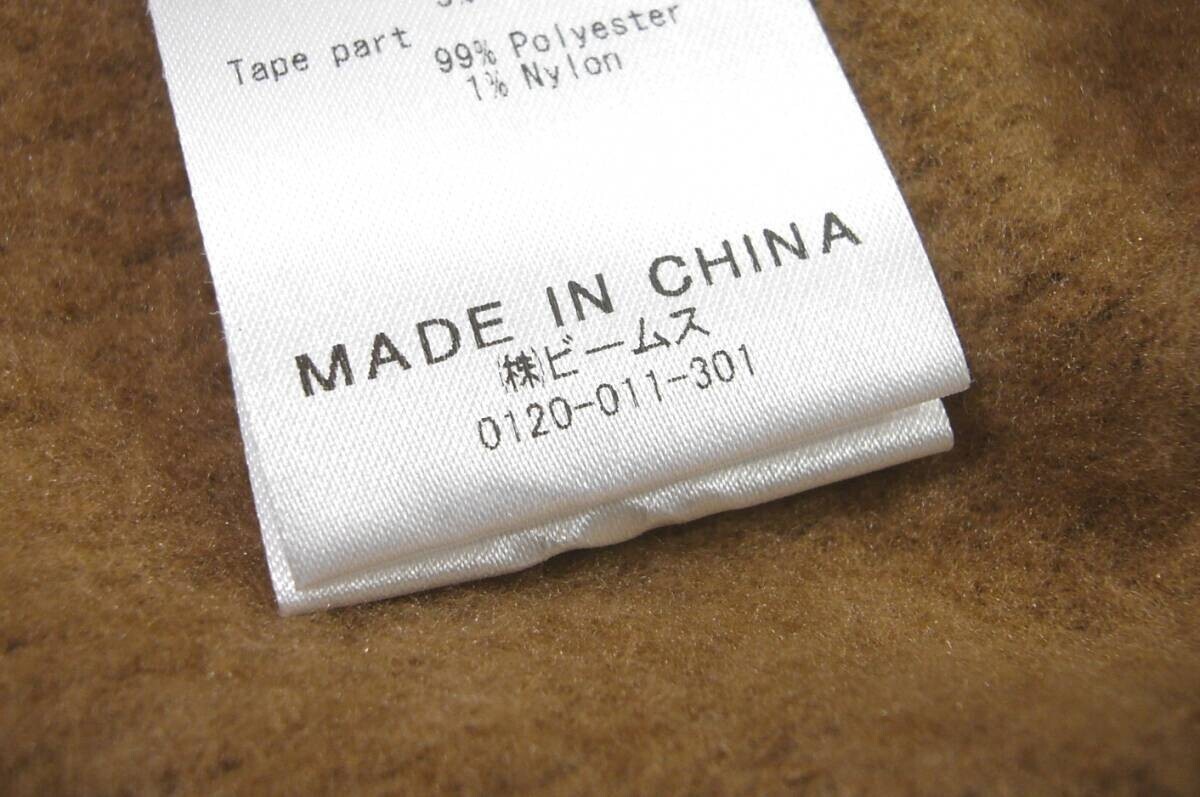 Tape part 99% Polyester
1% Nylon
MADE IN CHINA
㈱ビームス
0120-011-301